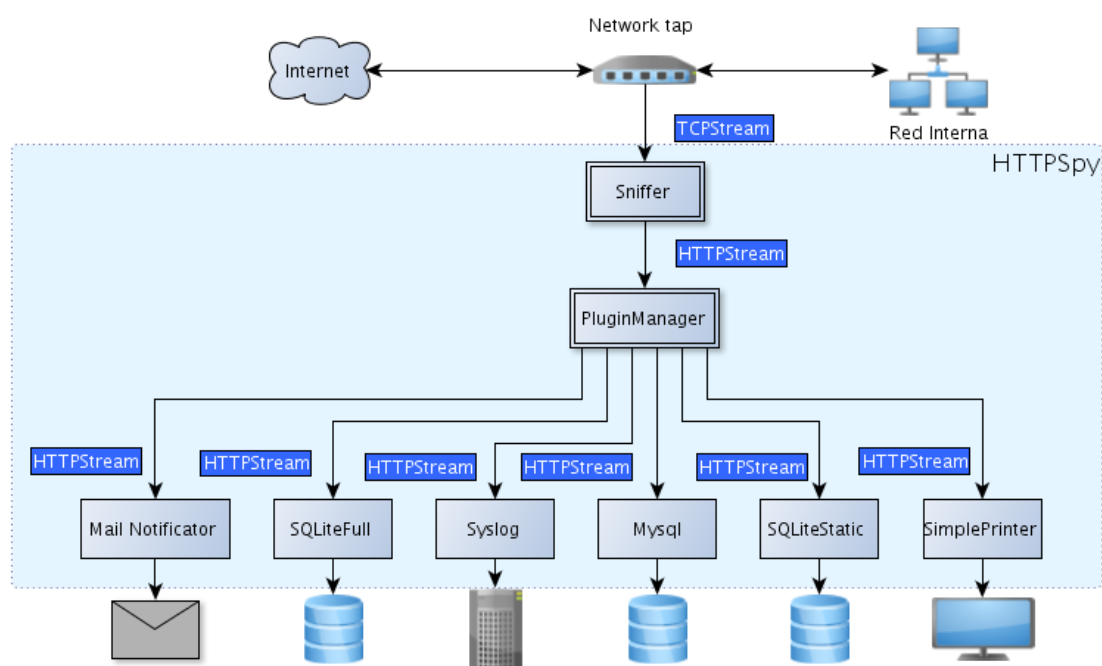 Network tap
Internet
Red Interna
TCPStream
HTTPSpy
Sniffer
HTTPStream
PluginManager
HTTPStream
HTTPStream
HTTPStream
HTTPStream
HTTPStream
HTTPStream
Mail Notificator
SQLiteFull
Syslog
Mysql
SQLiteStatic
SimplePrinter